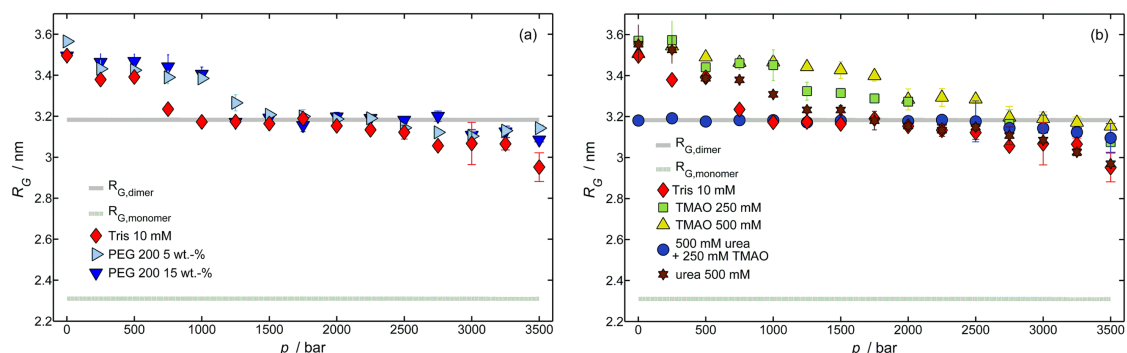 (a)
3.6
3.4
3.2
3.0
2.8
2.6
2.4
2.2
R_G / nm
R_G,dimer
R_G,monomer
Tris 10 mM
PEG 200 5 wt.-%
PEG 200 15 wt.-%
0 500 1000 1500 2000 2500 3000 3500
p / bar
(b)
3.6
3.4
3.2
3.0
2.8
2.6
2.4
2.2
R_G / nm
R_G,dimer
R_G,monomer
Tris 10 mM
TMAO 250 mM
TMAO 500 mM
500 mM urea
+ 250 mM TMAO
urea 500 mM
0 500 1000 1500 2000 2500 3000 3500
p / bar